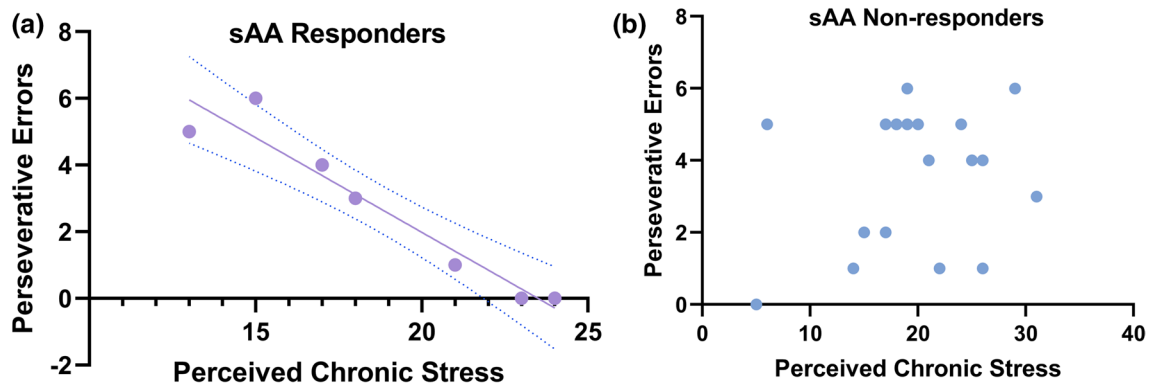 (a)
sAA Responders
Perseverative Errors
8
6
4
2
0
-2
15
20
25
Perceived Chronic Stress
(b)
sAA Non-responders
Perseverative Errors
8
6
4
2
0
0
10
20
30
40
Perceived Chronic Stress